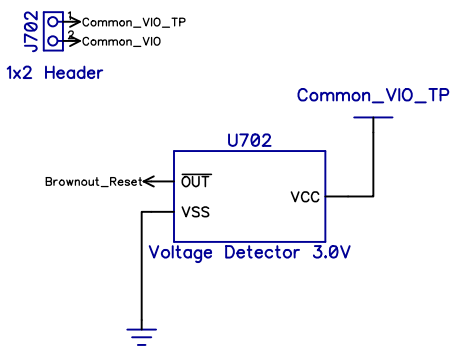 J702
1 Common_VIO_TP
2 Common_VIO
1x2 Header
Common_VIO_TP
U702
Brownout_Reset
OUT
VSS
VCC
Voltage Detector 3.0V